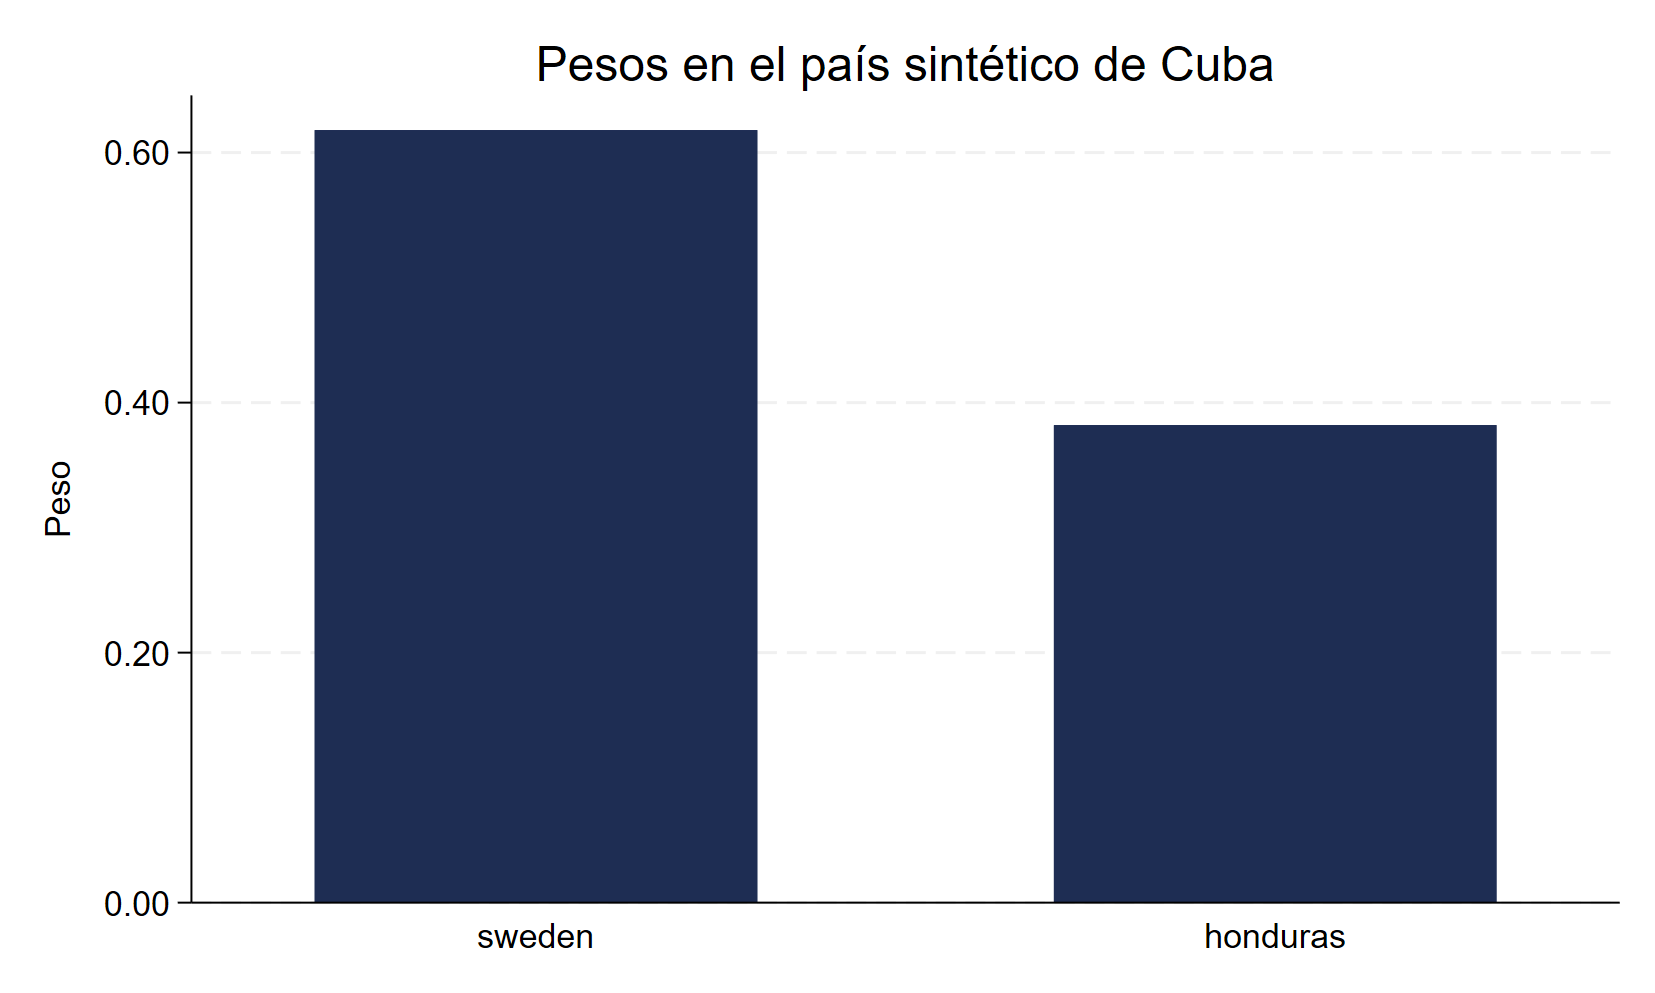 Pesos en el país sintético de Cuba
Peso
0.60
0.40
0.20
0.00
sweden
honduras